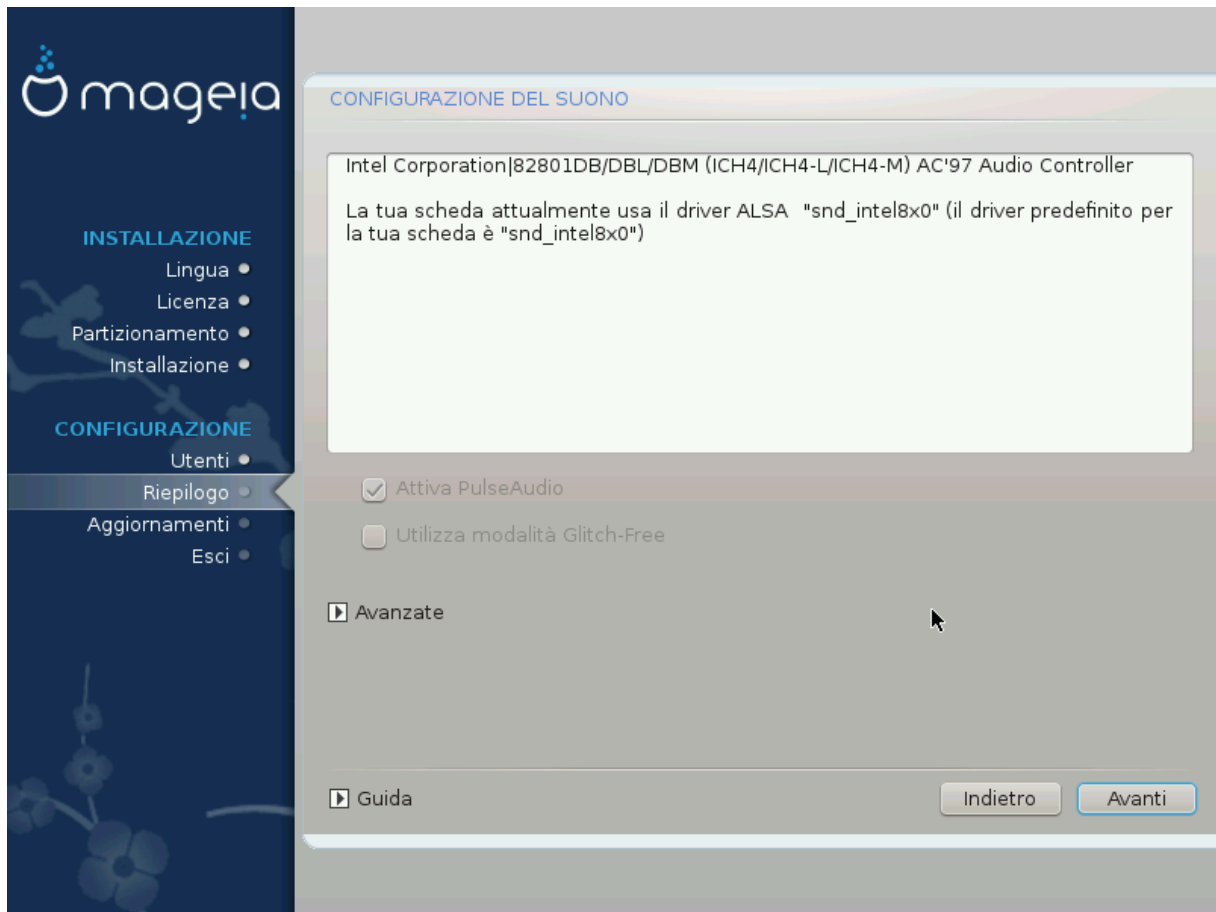 mageia
INSTALLAZIONE
Lingua
Licenza
Partizionamento
Installazione
CONFIGURAZIONE
Utenti
Riepilogo
Aggiornamenti
Esci
CONFIGURAZIONE DEL SUONO
Intel Corporation|82801DB/DBL/DBM (ICH4/ICH4-L/ICH4-M) AC'97 Audio Controller
La tua scheda attualmente usa il driver ALSA  "snd_intel8x0" (il driver predefinito per
la tua scheda è "snd_intel8x0")
Attiva PulseAudio
Utilizza modalità Glitch-Free
Avanzate
Guida
Indietro
Avanti